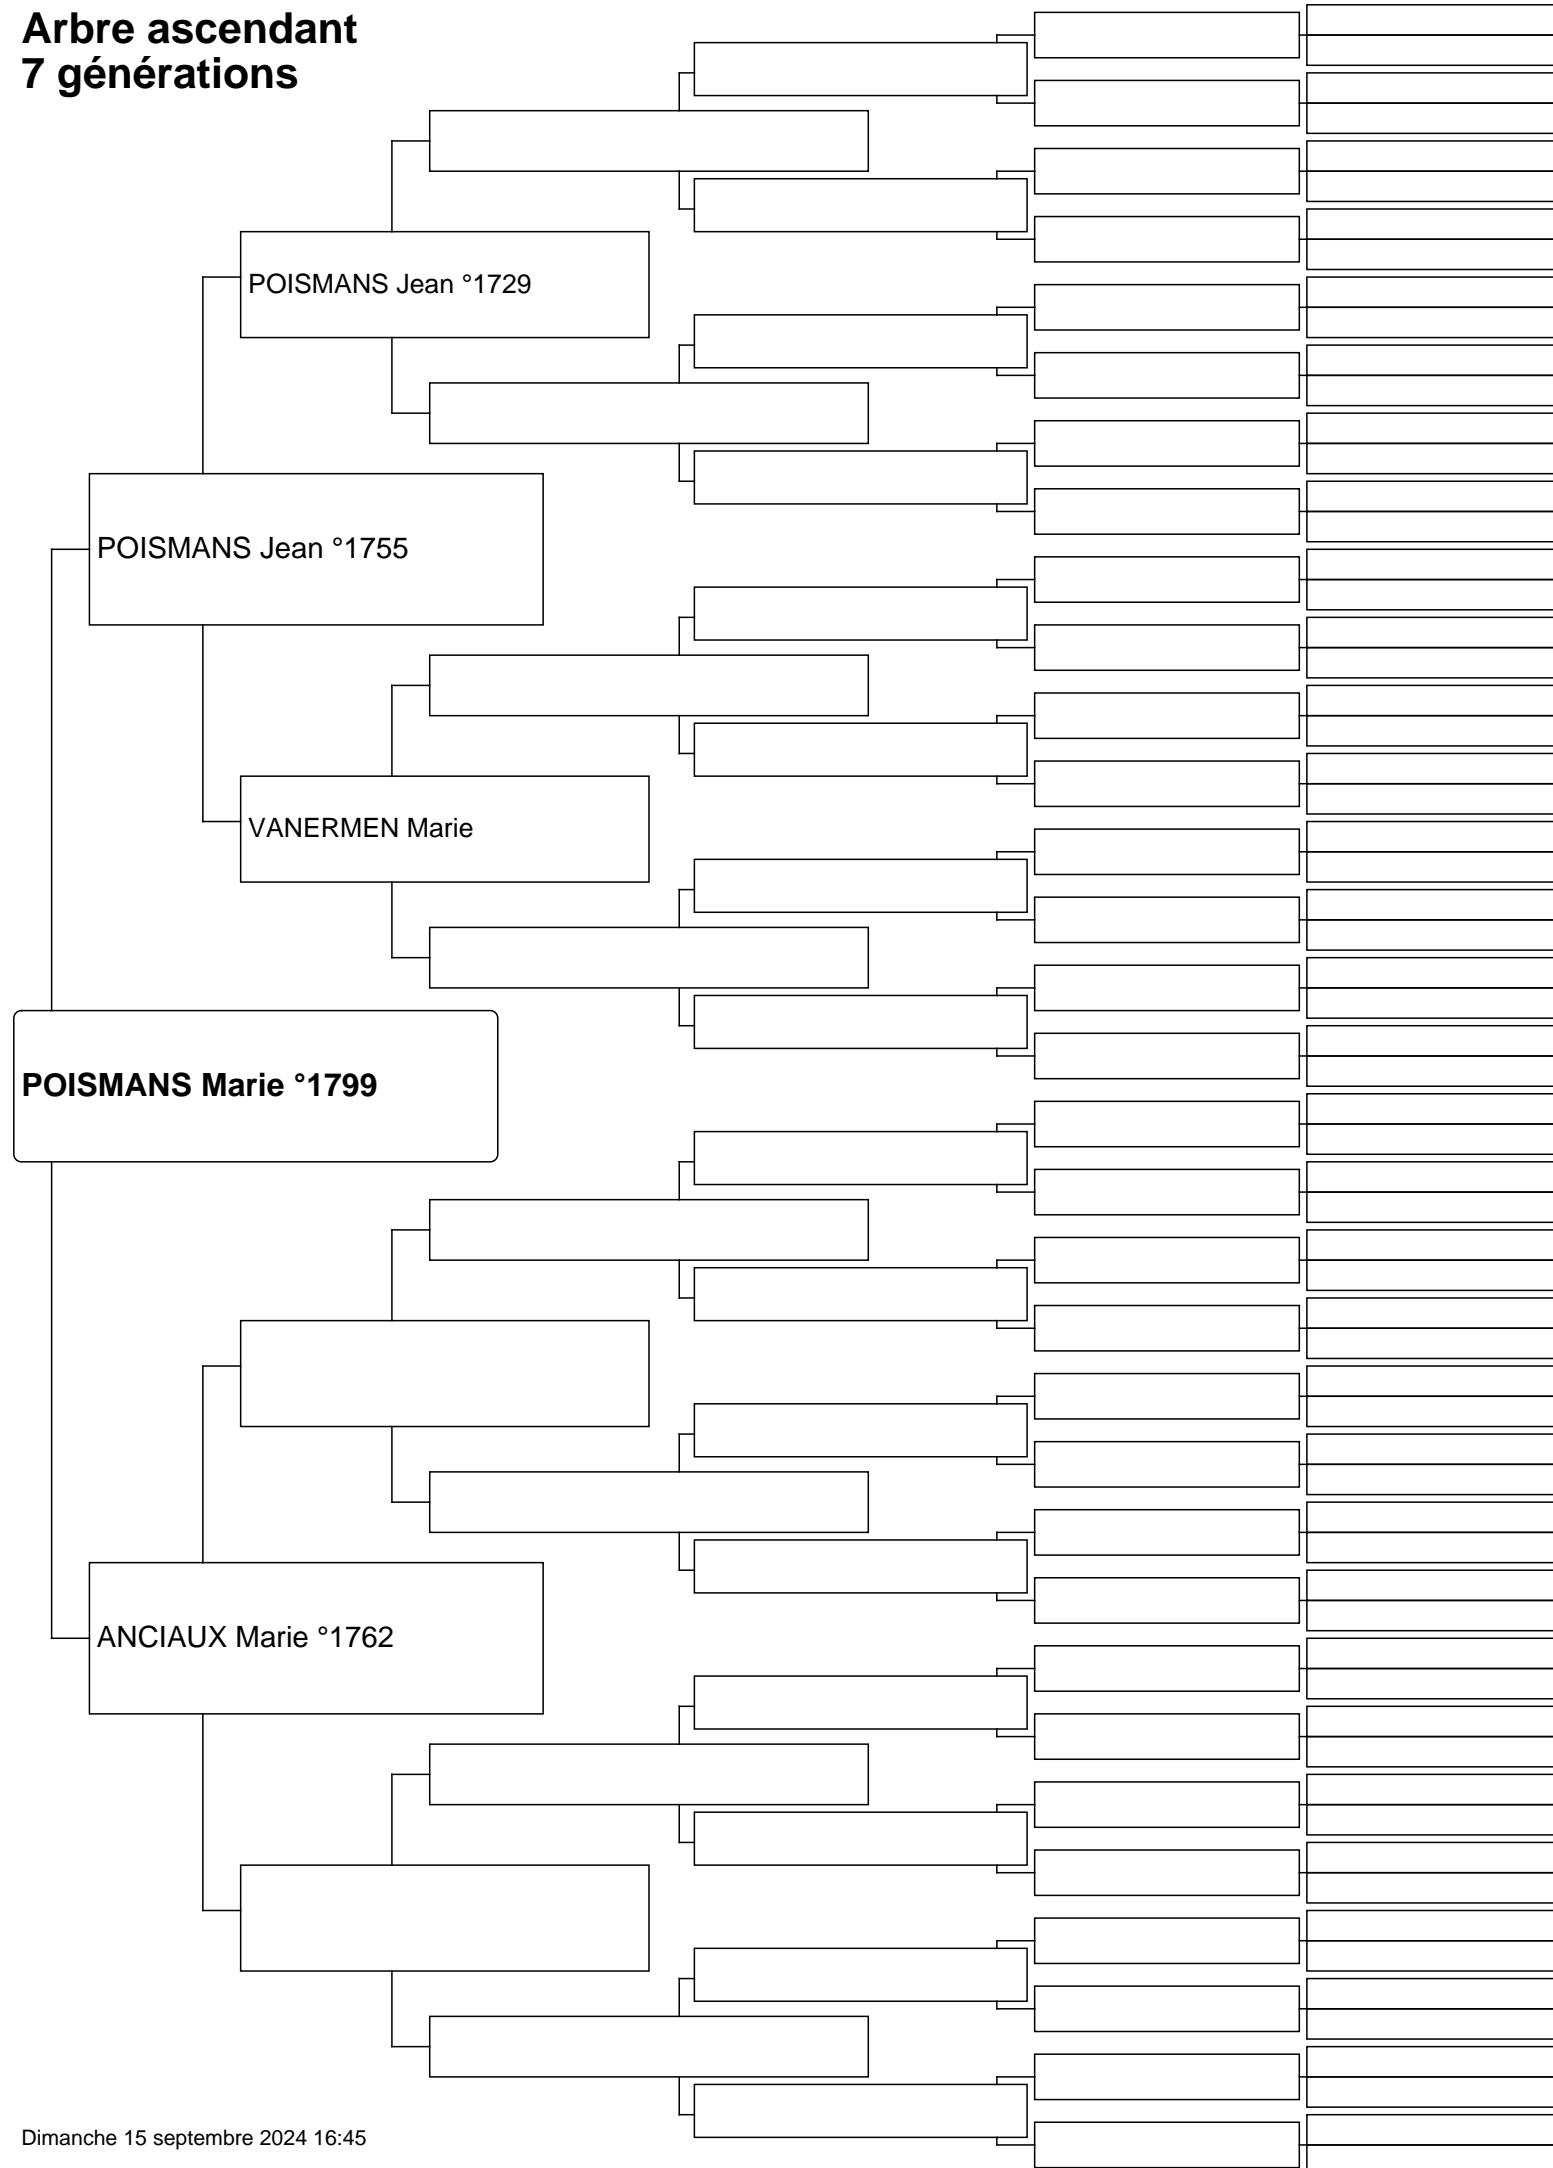 Arbre ascendant
7 générations
POISMANS Jean °1729
POISMANS Jean °1755
VANERMEN Marie
POISMANS Marie °1799
ANCIAUX Marie °1762
Dimanche 15 septembre 2024 16:45